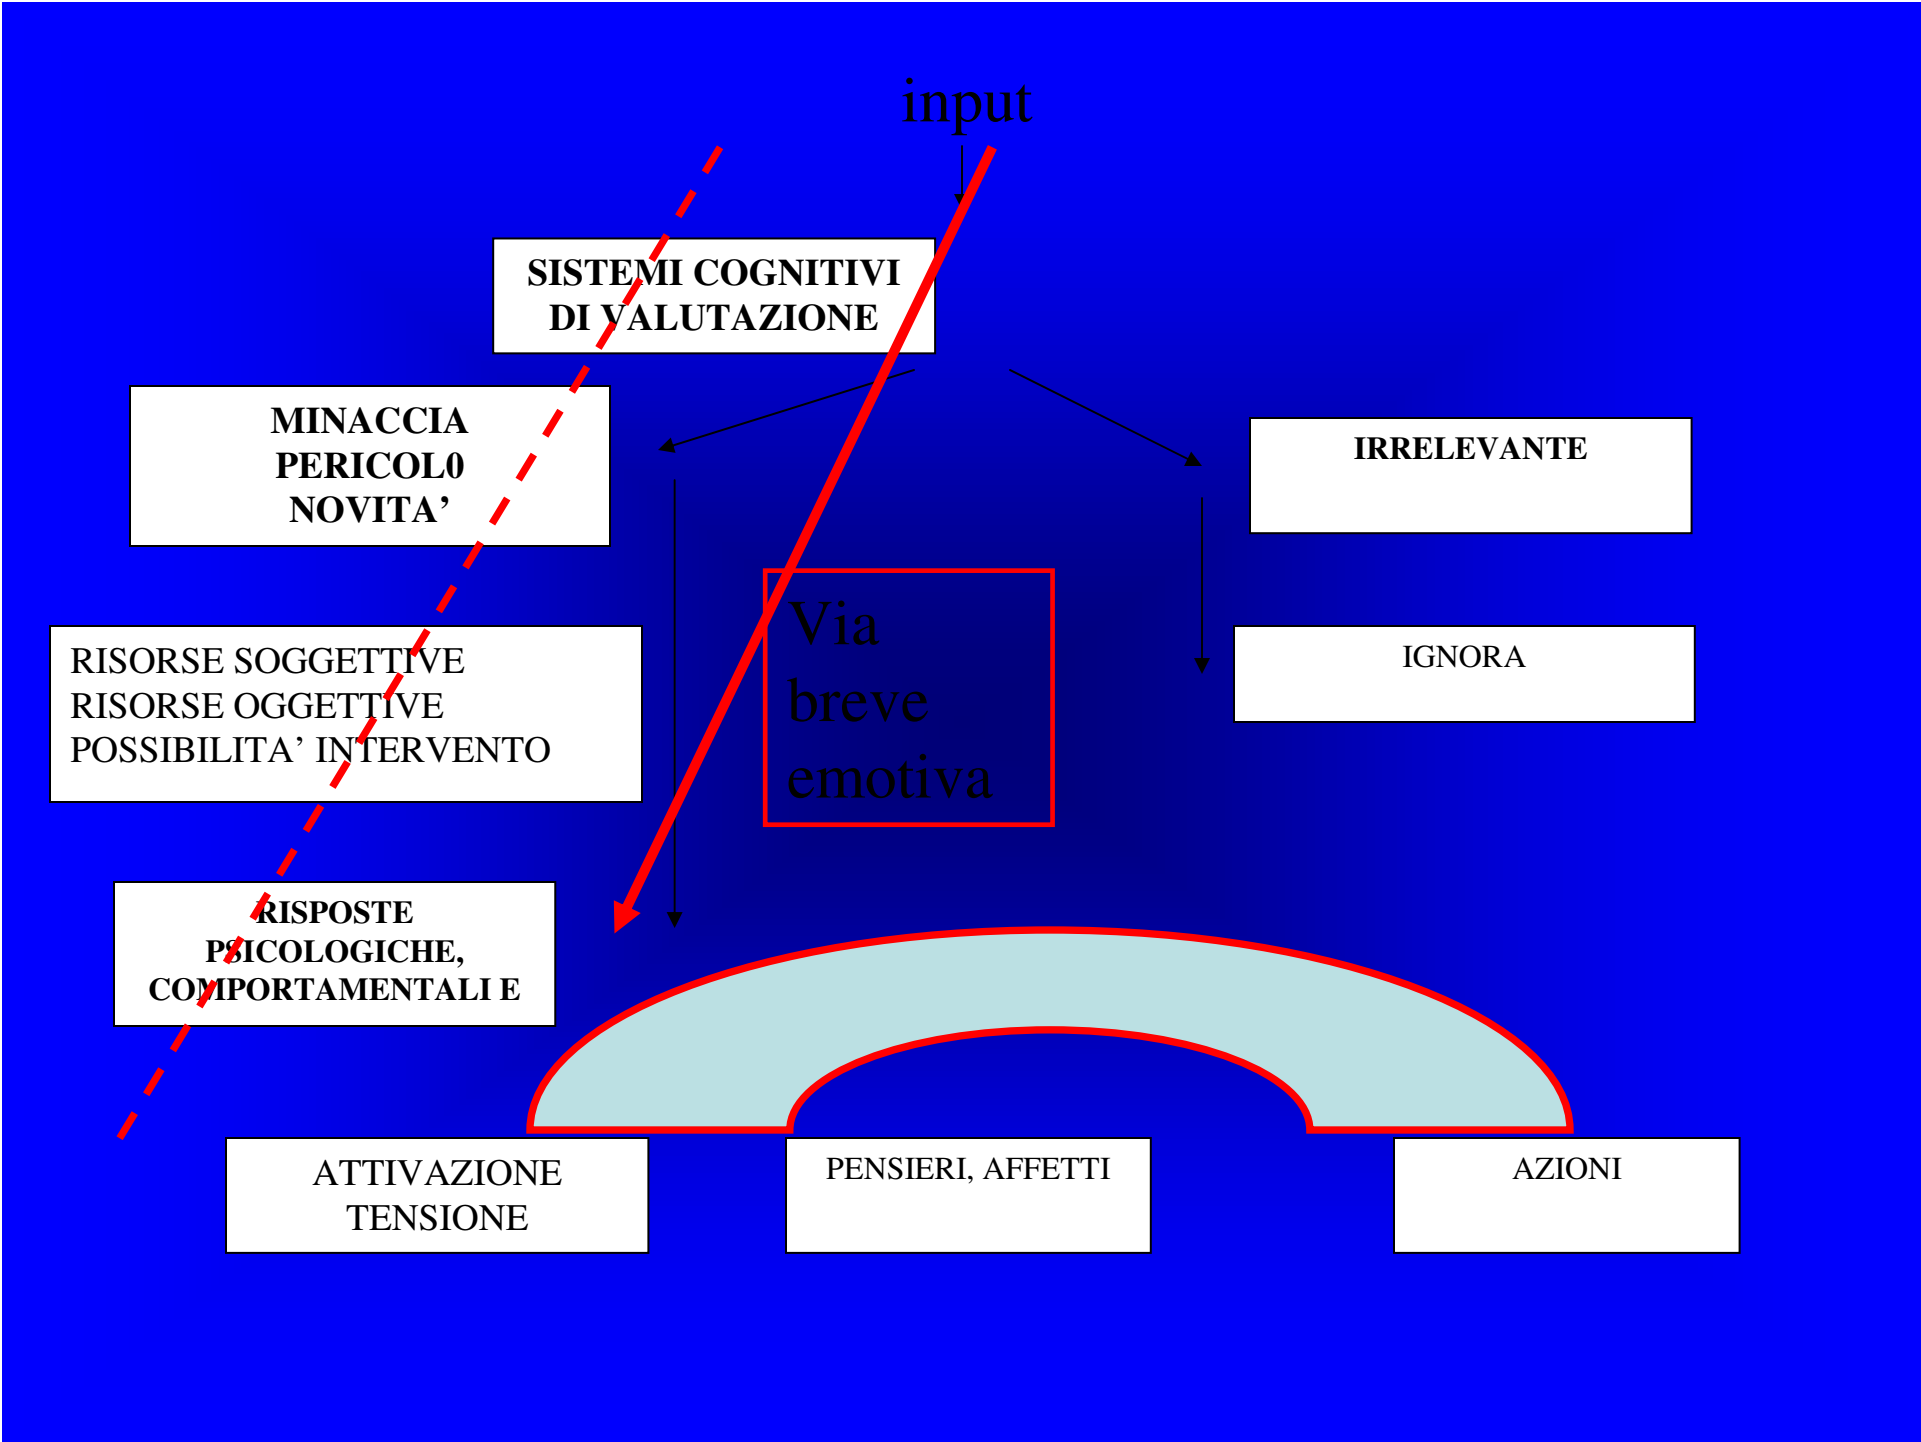 input
SISTEMI COGNITIVI
DI VALUTAZIONE
MINACCIA
PERICOL0
NOVITA’
IRRELEVANTE
Via
breve
emotiva
RISORSE SOGGETTIVE
RISORSE OGGETTIVE
POSSIBILITA’ INTERVENTO
IGNORA
RISPOSTE
PSICOLOGICHE,
COMPORTAMENTALI E
ATTIVAZIONE
TENSIONE
PENSIERI, AFFETTI
AZIONI